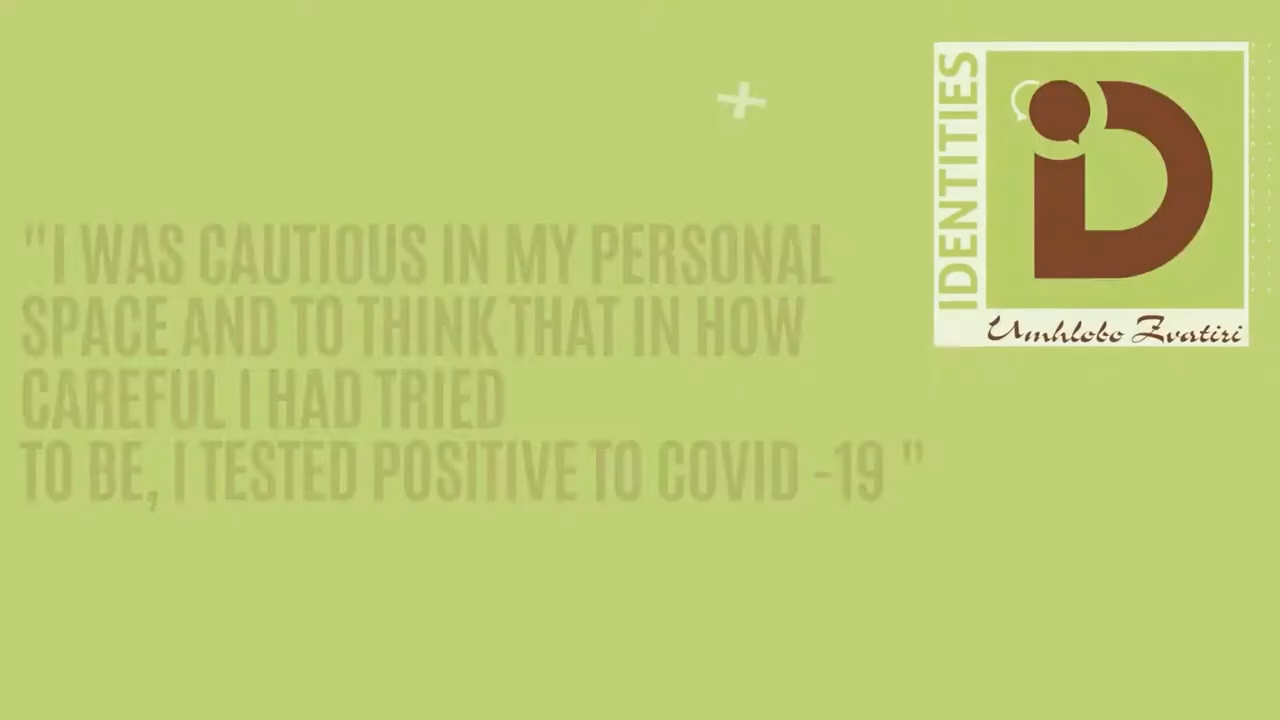 "I WAS CAUTIOUS IN MY PERSONAL
SPACE AND TO THINK THAT IN HOW
CAREFUL I HAD TRIED
TO BE, I TESTED POSITIVE TO COVID -19 "
IDENTITIES
iD
Umhlobo Zvatiri